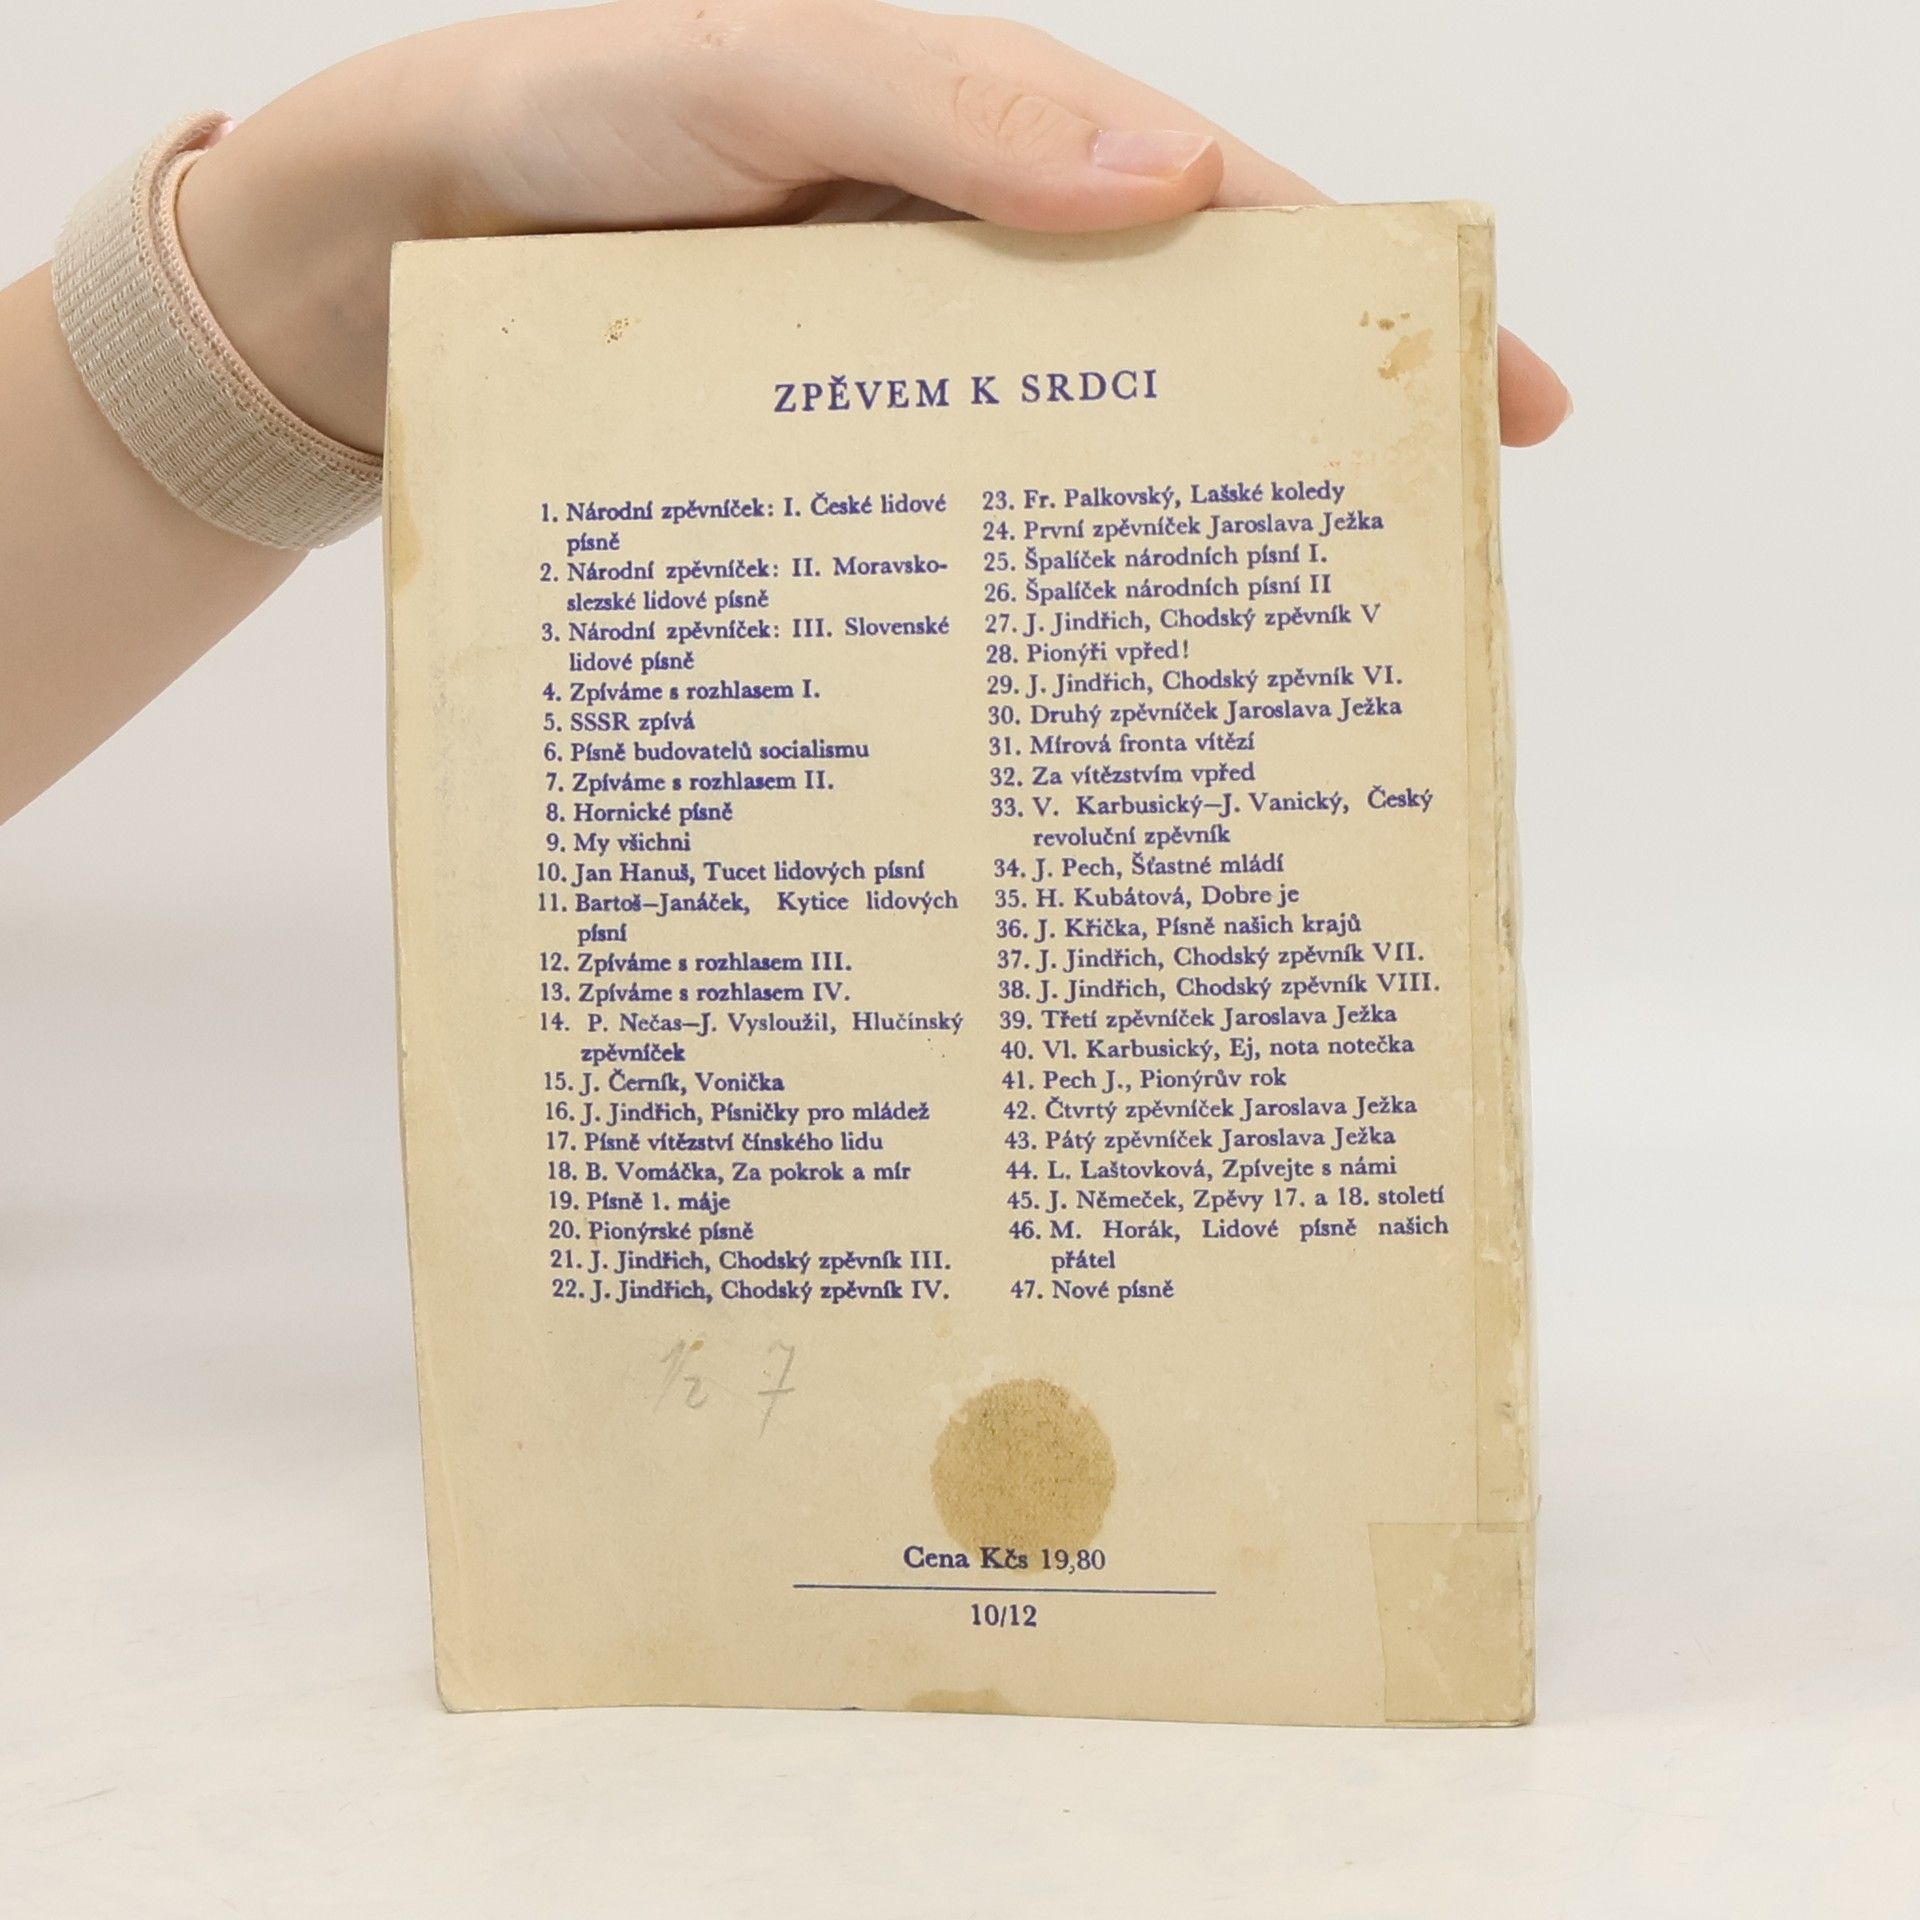 ZPĚVEM K SRDCI
1. Národní zpěvníček: I. České lidové
písně
2. Národní zpěvníček: II. Moravsko-
slezské lidové písně
3. Národní zpěvníček: III. Slovenské
lidové písně
4. Zpíváme s rozhlasem I.
5. SSSR zpívá
6. Písně budovatelů socialismu
7. Zpíváme s rozhlasem II.
8. Hornické písně
9. My všichni
10. Jan Hanuš, Tucet lidových písní
11. Bartoš—Janáček, Kytice lidových
písní
12. Zpíváme s rozhlasem III.
13. Zpíváme s rozhlasem IV.
14. P. Nečas—J. Vysloužil, Hlučínský
zpěvníček
15. J. Černík, Vonička
16. J. Jindřich, Písničky pro mládež
17. Písně vítězství čínského lidu
18. B. Vomáčka, Za pokrok a mír
19. Písně 1. máje
20. Pionýrské písně
21. J. Jindřich, Chodský zpěvník III.
22. J. Jindřich, Chodský zpěvník IV.
23. Fr. Palkovský, Lašské koledy
24. První zpěvníček Jaroslava Ježka
25. Špalíček národních písní I.
26. Špalíček národních písní II
27. J. Jindřich, Chodský zpěvník V
28. Pionýři vpřed!
29. J. Jindřich, Chodský zpěvník VI.
30. Druhý zpěvníček Jaroslava Ježka
31. Mírová fronta vítězí
32. Za vítězstvím vpřed
33. V. Karbusický—J. Vanický, Český
revoluční zpěvník
34. J. Pech, Šťastné mládí
35. H. Kubátová, Dobre je
36. J. Křička, Písně našich krajů
37. J. Jindřich, Chodský zpěvník VII.
38. J. Jindřich, Chodský zpěvník VIII.
39. Třetí zpěvníček Jaroslava Ježka
40. Vl. Karbusický, Ej, nota notečka
41. Pech J., Pionýrův rok
42. Čtvrtý zpěvníček Jaroslava Ježka
43. Pátý zpěvníček Jaroslava Ježka
44. L. Laštovková, Zpívejte s námi
45. J. Němeček, Zpěvy 17. a 18. století
46. M. Horák, Lidové písně našich
přátel
47. Nové písně
1/2 7
Cena Kčs 19,80
10/12